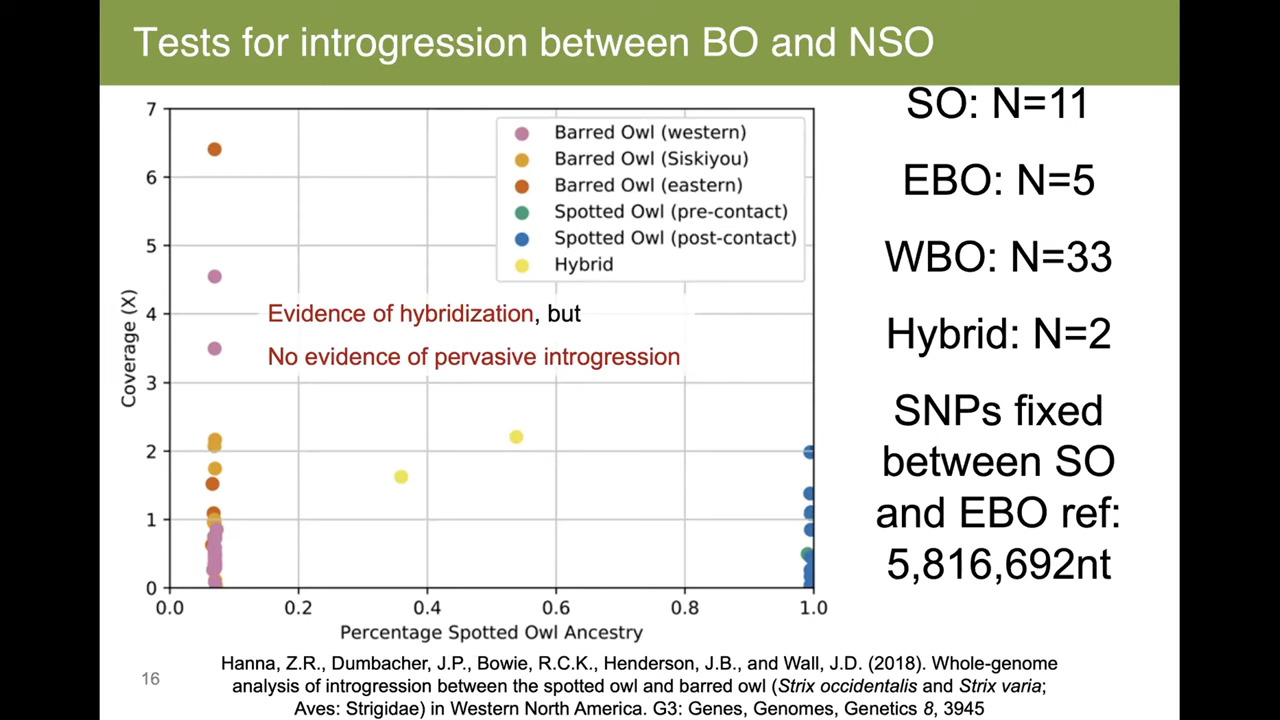 Tests for introgression between BO and NSO
7
6
5
4
3
2
1
0
Coverage (X)
0.0
0.2
0.4
0.6
0.8
1.0
Percentage Spotted Owl Ancestry
Barred Owl (western)
Barred Owl (Siskiyou)
Barred Owl (eastern)
Spotted Owl (pre-contact)
Spotted Owl (post-contact)
Hybrid
Evidence of hybridization, but
No evidence of pervasive introgression
SO: N=11
EBO: N=5
WBO: N=33
Hybrid: N=2
SNPs fixed
between SO
and EBO ref:
5,816,692nt
Hanna, Z.R., Dumbacher, J.P., Bowie, R.C.K., Henderson, J.B., and Wall, J.D. (2018). Whole-genome
analysis of introgression between the spotted owl and barred owl (Strix occidentalis and Strix varia;
Aves: Strigidae) in Western North America. G3: Genes, Genomes, Genetics 8, 3945
16